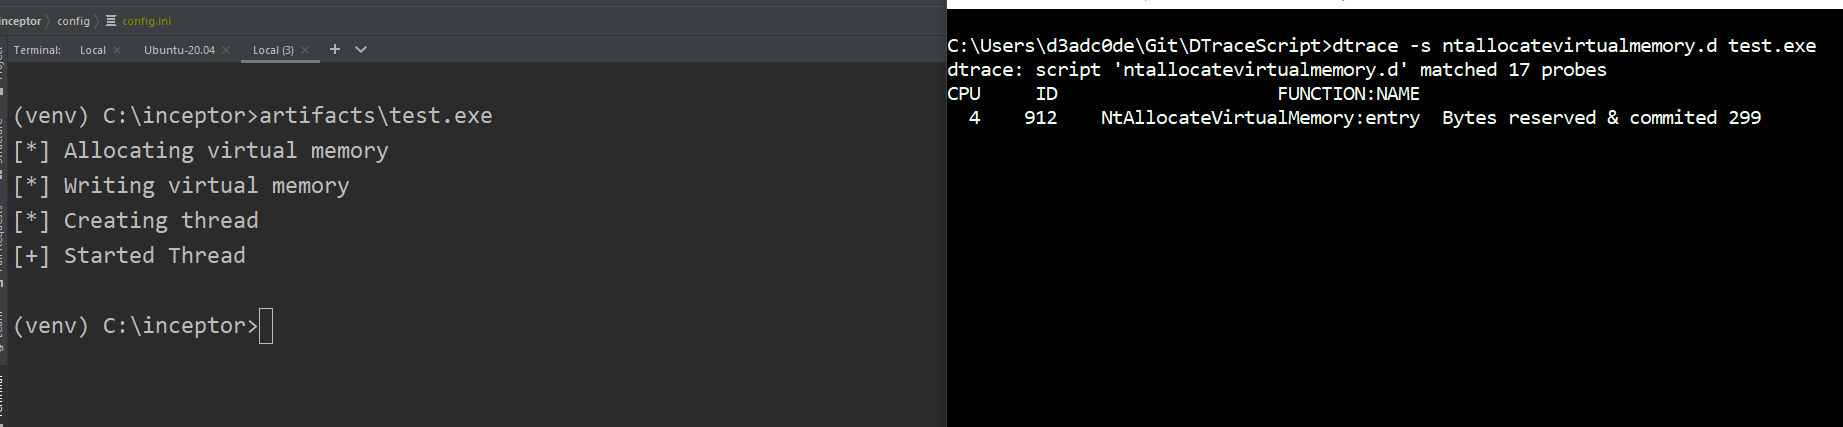 inceptor config config.ini
Terminal: Local Ubuntu-20.04 Local (3)
(venv) C:\inceptor>artifacts\test.exe
[*] Allocating virtual memory
[*] Writing virtual memory
[*] Creating thread
[+] Started Thread
(venv) C:\inceptor>
C:\Users\d3adc0de\Git\DTraceScript>dtrace -s ntallocatevirtualmemory.d test.exe
dtrace: script 'ntallocatevirtualmemory.d' matched 17 probes
CPU ID FUNCTION:NAME
4 912 NtAllocateVirtualMemory:entry Bytes reserved & commited 299